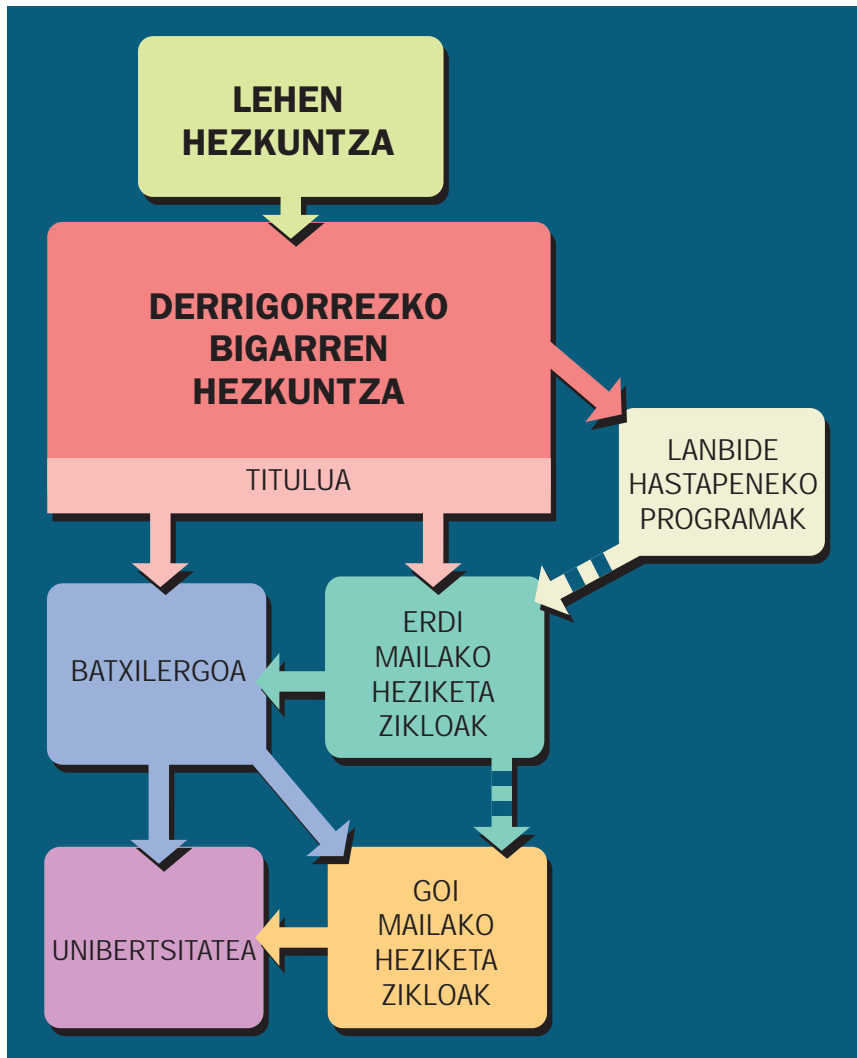 LEHEN
HEZKUNTZA
DERRIGORREZKO
BIGARREN
HEZKUNTZA
TITULUA
LANBIDE
HASTAPENEKO
PROGRAMAK
BATXILERGOA
ERDI
MAILAKO
HEZIKETA
ZIKLOAK
UNIBERTSITATEA
GOI
MAILAKO
HEZIKETA
ZIKLOAK